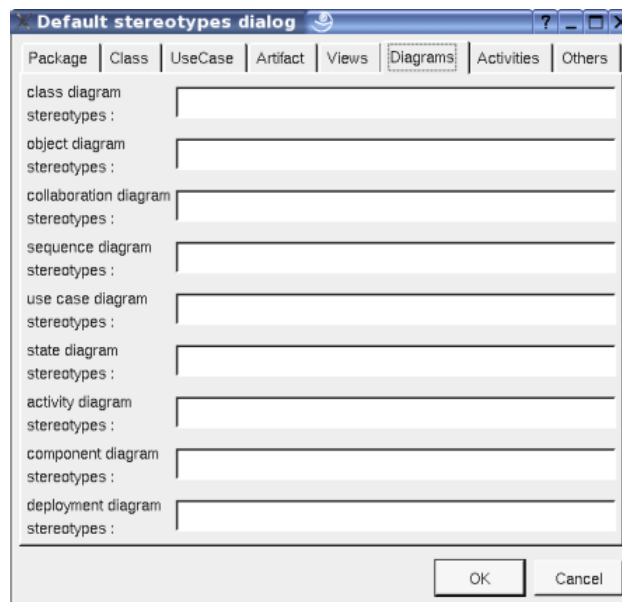 Default stereotypes dialog ?
Package Class UseCase Artifact Views Diagrams Activities Others
class diagram
stereotypes :
object diagram
stereotypes :
collaboration diagram
stereotypes :
sequence diagram
stereotypes :
use case diagram
stereotypes :
state diagram
stereotypes :
activity diagram
stereotypes :
component diagram
stereotypes :
deployment diagram
stereotypes :
OK Cancel